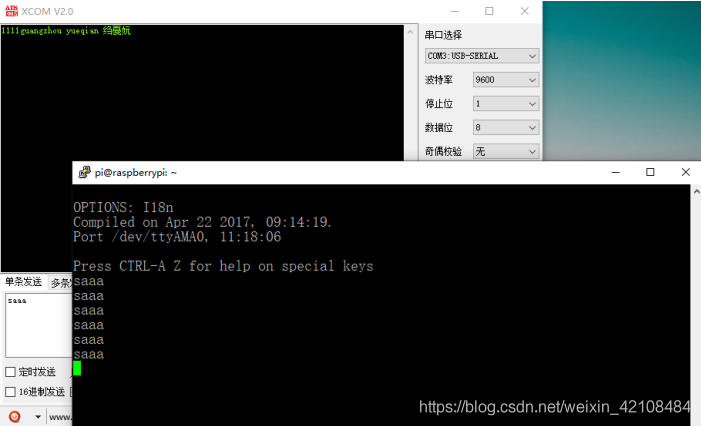 XCOM V2.0
1111guangzhou yueqian 绉曼妧
串口选择
COM3:USB-SERIAL
波特率 9600
停止位 1
数据位 8
奇偶校验 无
pi@raspberrypi: ~
OPTIONS: I18n
Compiled on Apr 22 2017, 09:14:19.
Port /dev/ttyAMA0, 11:18:06
Press CTRL-A Z for help on special keys
saaa
saaa
saaa
saaa
saaa
saaa
单条发送 多条
saaa
定时发送
16进制发送
www.
https://blog.csdn.net/weixin_42108484